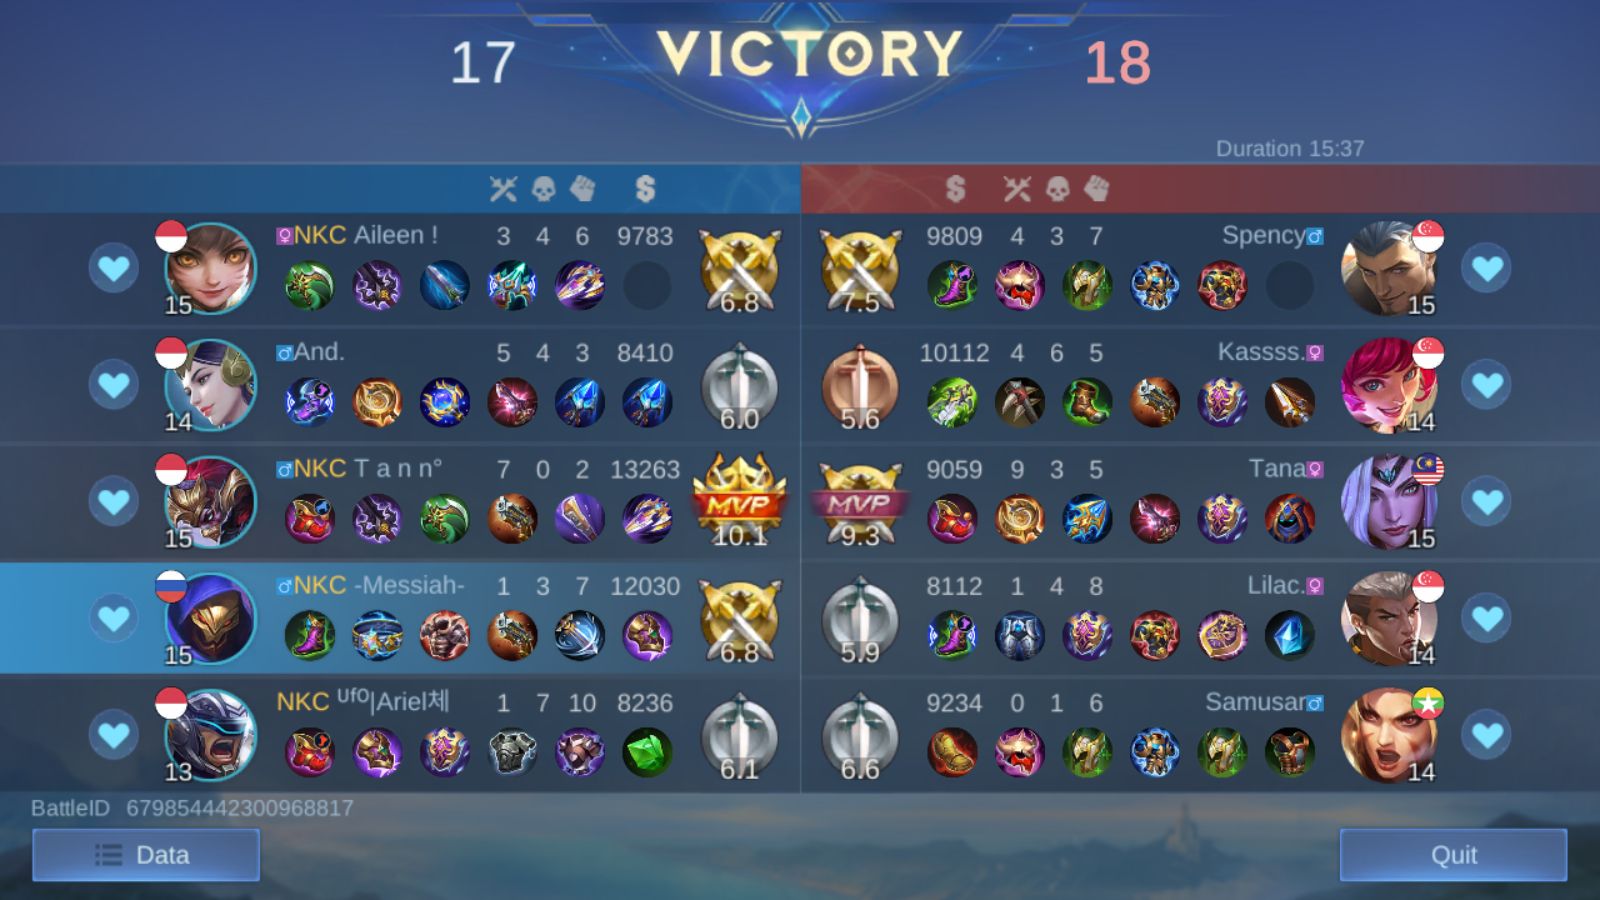 17 VICTORY 18
Duration 15:37
NKC Aileen ! 3 4 6 9783
15 6.8
9809 4 3 7 Spency
7.5 15
And. 5 4 3 8410
14 6.0
10112 4 6 5 Kassss.
5.6 14
NKC T a n n° 7 0 2 13263
15 MVP 10.1
9059 9 3 5 Tana
MVP 9.3 15
NKC -Messiah- 1 3 7 12030
15 6.8
8112 1 4 8 Lilac.
5.9 14
NKC ᵁᶠᴼ|Ariel체 1 7 10 8236
13 6.1
9234 0 1 6 Samusar
6.6 14
BattleID 679854442300968817
Data
Quit